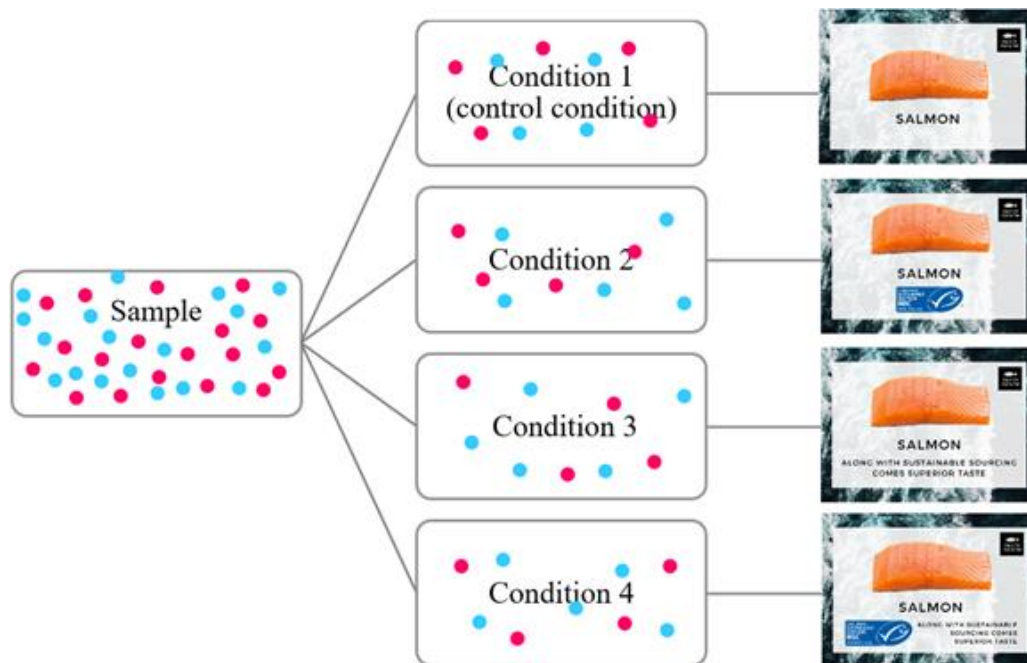 Sample
Condition 1
(control condition)
SALMON
Condition 2
SALMON
Condition 3
SALMON
ALONG WITH SUSTAINABLE SOURCING
COMES SUPERIOR TASTE
Condition 4
SALMON
ALONG WITH SUSTAINABLY
SOURCING COMES
SUPERIOR TASTE